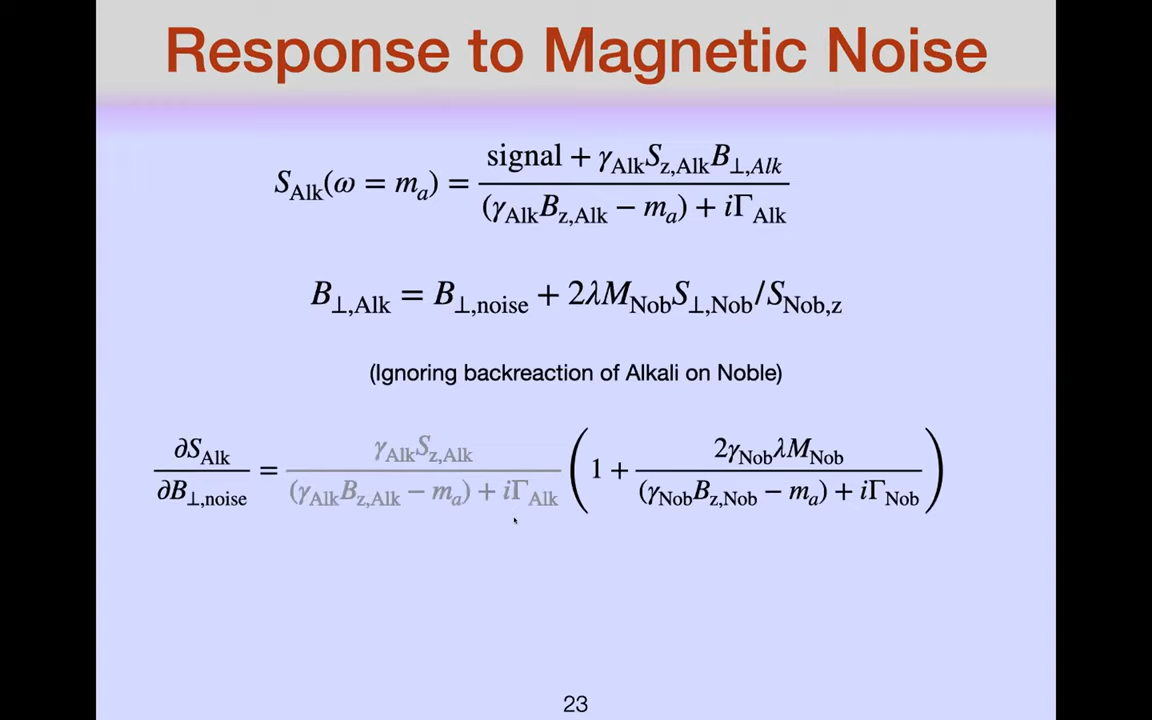 Response to Magnetic Noise
S_Alk(ω = m_a) = (signal + γ_Alk S_z,Alk B_⊥,Alk) / ((γ_Alk B_z,Alk − m_a) + iΓ_Alk)
B_⊥,Alk = B_⊥,noise + 2λM_Nob S_⊥,Nob/S_Nob,z
(Ignoring backreaction of Alkali on Noble)
∂S_Alk / ∂B_⊥,noise = γ_Alk S_z,Alk / ((γ_Alk B_z,Alk − m_a) + iΓ_Alk) (1 + 2γ_Nob λM_Nob / ((γ_Nob B_z,Nob − m_a) + iΓ_Nob))
23